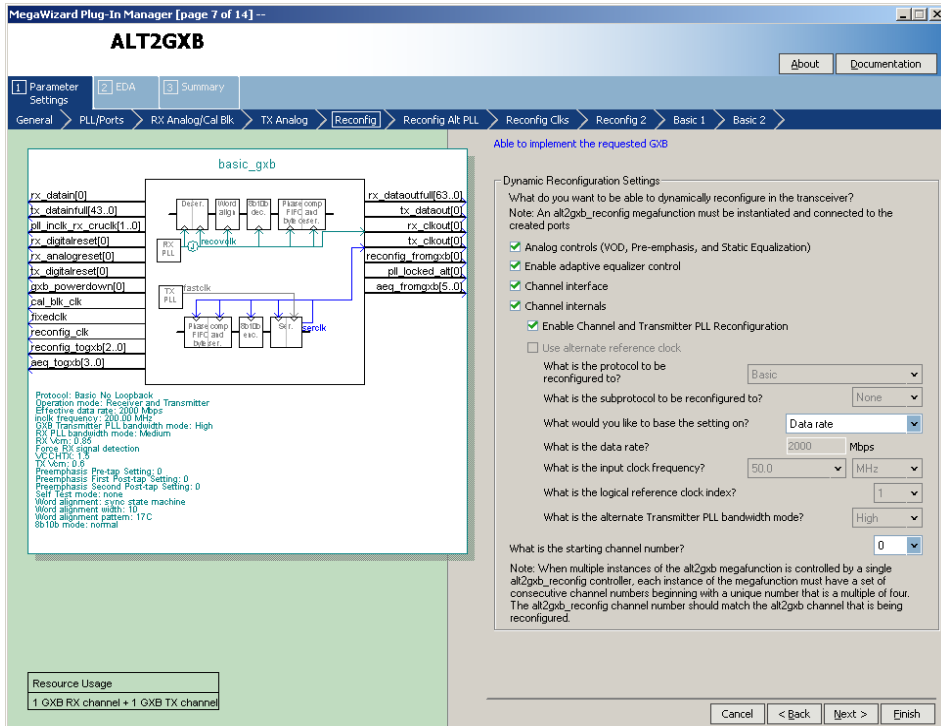 MegaWizard Plug-In Manager [page 7 of 14] --
ALT2GXB
About
Documentation
1 Parameter Settings
2 EDA
3 Summary
General
PLL/Ports
RX Analog/Cal Blk
TX Analog
Reconfig
Reconfig Alt PLL
Reconfig Clks
Reconfig 2
Basic 1
Basic 2
Able to implement the requested GXB
basic_gxb
rx_datain[0]
tx_datainfull[43..0]
pll_inclk_rx_cruclk[1..0]
rx_digitalreset[0]
rx_analogreset[0]
tx_digitalreset[0]
gxb_powerdown[0]
cal_blk_clk
fixedclk
reconfig_clk
reconfig_togxb[2..0]
aeq_togxb[3..0]
Deser.
Word align
8b10b dec.
Phase comp FIFO and byte deser.
RX PLL
recovclk
TX PLL
fastclk
Phase comp FIFO and byte ser.
8b10b enc.
Ser.
serclk
rx_dataoutfull[63..0]
tx_dataout[0]
rx_clkout[0]
tx_clkout[0]
reconfig_fromgxb[0]
pll_locked_alt[0]
aeq_fromgxb[5..0]
Protocol: Basic No Loopback
Operation mode: Receiver and Transmitter
Effective data rate: 2000 Mbps
inclk frequency: 200.00 MHz
GXB Transmitter PLL bandwidth mode: High
RX PLL bandwidth mode: Medium
RX Vcm: 0.85
Force RX signal detection
VCCHTX: 1.5
TX Vcm: 0.6
Preemphasis Pre-tap Setting: 0
Preemphasis First Post-tap Setting: 0
Preemphasis Second Post-tap Setting: 0
Self Test mode: none
Word alignment: sync state machine
Word alignment width: 10
Word alignment pattern: 17C
8b10b mode: normal
Resource Usage
1 GXB RX channel + 1 GXB TX channel
Dynamic Reconfiguration Settings
What do you want to be able to dynamically reconfigure in the transceiver?
Note: An alt2gxb_reconfig megafunction must be instantiated and connected to the
created ports
Analog controls (VOD, Pre-emphasis, and Static Equalization)
Enable adaptive equalizer control
Channel interface
Channel internals
Enable Channel and Transmitter PLL Reconfiguration
Use alternate reference clock
What is the protocol to be
reconfigured to?
Basic
What is the subprotocol to be reconfigured to?
None
What would you like to base the setting on?
Data rate
What is the data rate?
2000
Mbps
What is the input clock frequency?
50.0
MHz
What is the logical reference clock index?
1
What is the alternate Transmitter PLL bandwidth mode?
High
What is the starting channel number?
0
Note: When multiple instances of the alt2gxb megafunction is controlled by a single
alt2gxb_reconfig controller, each instance of the megafunction must have a set of
consecutive channel numbers beginning with a unique number that is a multiple of four.
The alt2gxb_reconfig channel number should match the alt2gxb channel that is being
reconfigured.
Cancel
< Back
Next >
Finish